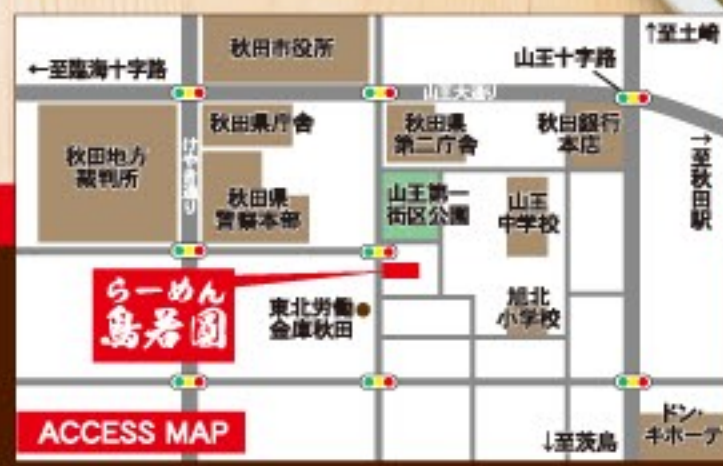 ↑至土崎
秋田市役所
山王十字路
←至臨海十字路
山王大通り
秋田県庁舎
秋田県
第二庁舎
秋田銀行
本店
→至秋田駅
秋田地方
裁判所
けやき通り
秋田県
警察本部
山王第一
街区公園
山王
中学校
らーめん
鳥若園
東北労働
金庫秋田
旭北
小学校
ACCESS MAP
↓至茨島
ドン・
キホーテ